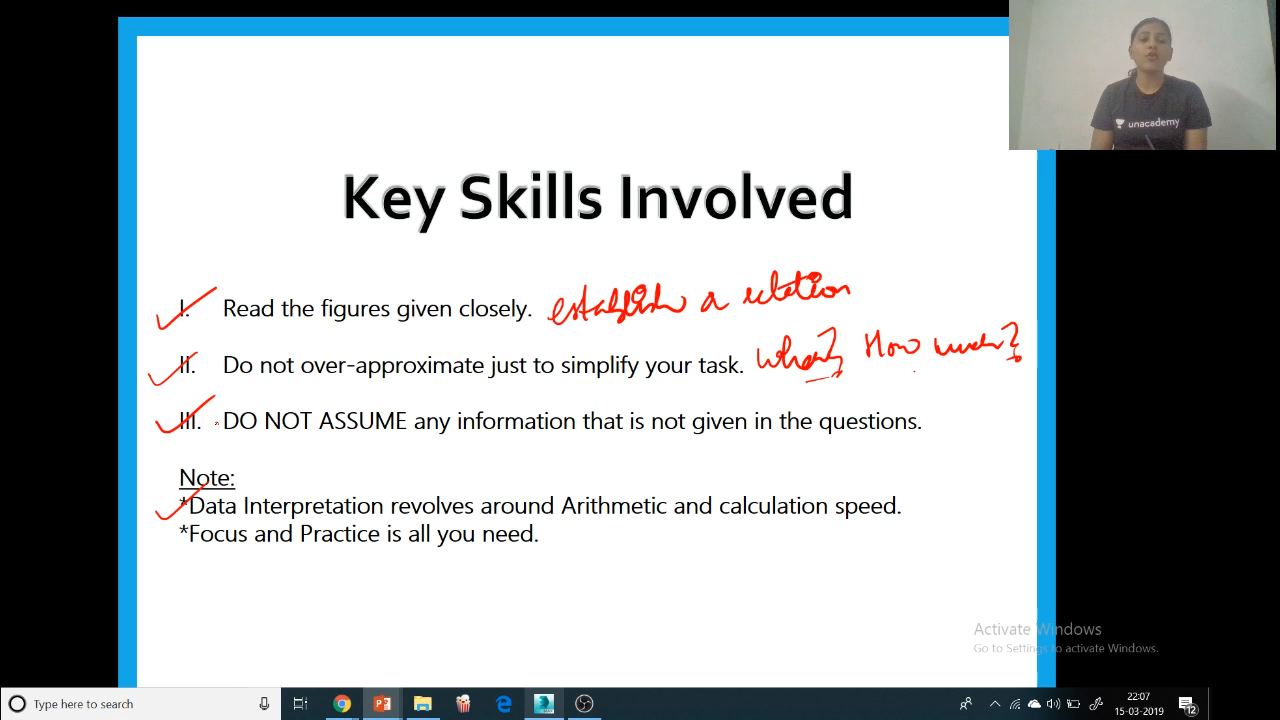 unacademy
Key Skills Involved
I. Read the figures given closely. establish a relation
II. Do not over-approximate just to simplify your task. When? How much?
III. DO NOT ASSUME any information that is not given in the questions.
Note:
*Data Interpretation revolves around Arithmetic and calculation speed.
*Focus and Practice is all you need.
Activate Windows
Go to Settings to activate Windows.
Type here to search
22:07
15-03-2019
12